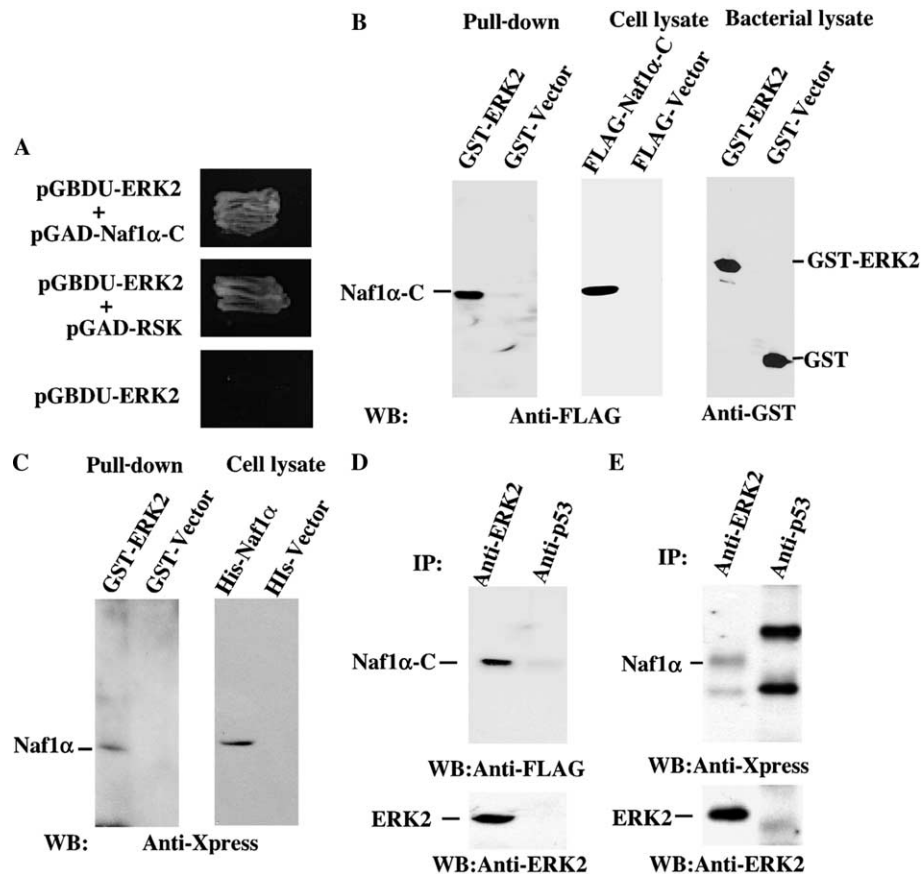 A
pGBDU-ERK2
+
pGAD-Naf1α-C
pGBDU-ERK2
+
pGAD-RSK
pGBDU-ERK2
B
Pull-down
Cell lysate
Bacterial lysate
GST-ERK2
GST-Vector
FLAG-Naf1α-C
FLAG-Vector
GST-ERK2
GST-Vector
Naf1α-C
GST-ERK2
GST
WB:
Anti-FLAG
Anti-GST
C
Pull-down
Cell lysate
GST-ERK2
GST-Vector
His-Naf1α
HIs-Vector
Naf1α
WB:
Anti-Xpress
D
IP:
Anti-ERK2
Anti-p53
Naf1α-C
WB:Anti-FLAG
ERK2
WB:Anti-ERK2
E
IP:
Anti-ERK2
Anti-p53
Naf1α
WB:Anti-Xpress
ERK2
WB:Anti-ERK2